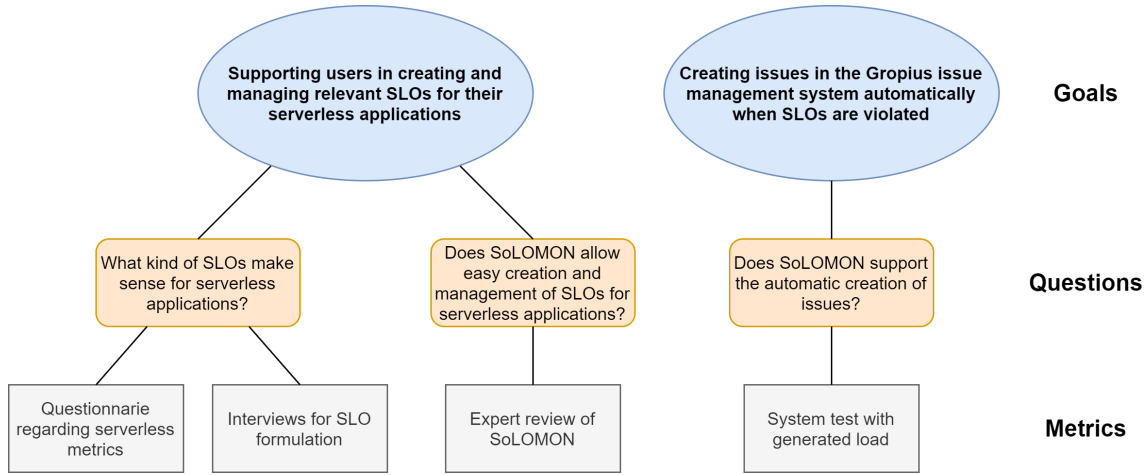 Supporting users in creating and
managing relevant SLOs for their
serverless applications
Creating issues in the Gropius issue
management system automatically
when SLOs are violated
Goals
What kind of SLOs make
sense for serverless
applications?
Does SoLOMON allow
easy creation and
management of SLOs for
serverless applications?
Does SoLOMON support
the automatic creation of
issues?
Questions
Questionnarie
regarding serverless
metrics
Interviews for SLO
formulation
Expert review of
SoLOMON
System test with
generated load
Metrics